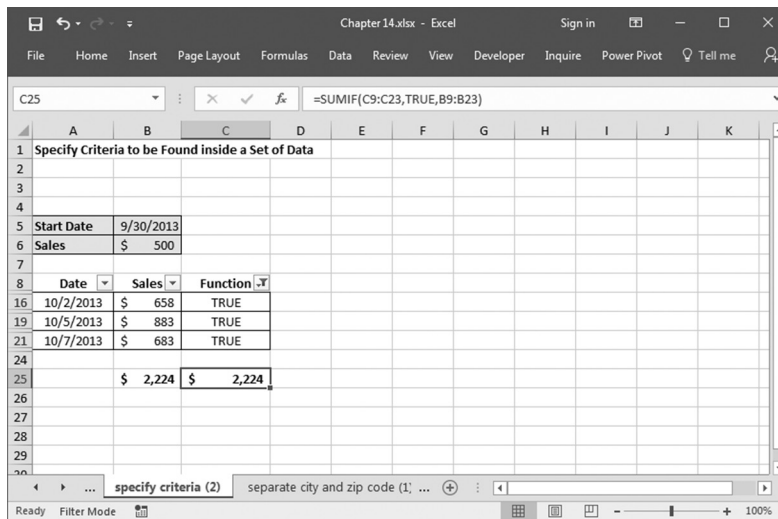 Chapter 14.xlsx - Excel Sign in
File Home Insert Page Layout Formulas Data Review View Developer Inquire Power Pivot Tell me
C25 fx =SUMIF(C9:C23,TRUE,B9:B23)
A B C D E F G H I J K
1 Specify Criteria to be Found inside a Set of Data
2
3
4
5 Start Date 9/30/2013
6 Sales $ 500
7
8 Date Sales Function
16 10/2/2013 $ 658 TRUE
19 10/5/2013 $ 883 TRUE
21 10/7/2013 $ 683 TRUE
24
25 $ 2,224 $ 2,224
26
27
28
29
... specify criteria (2) separate city and zip code (1) ...
Ready Filter Mode 100%